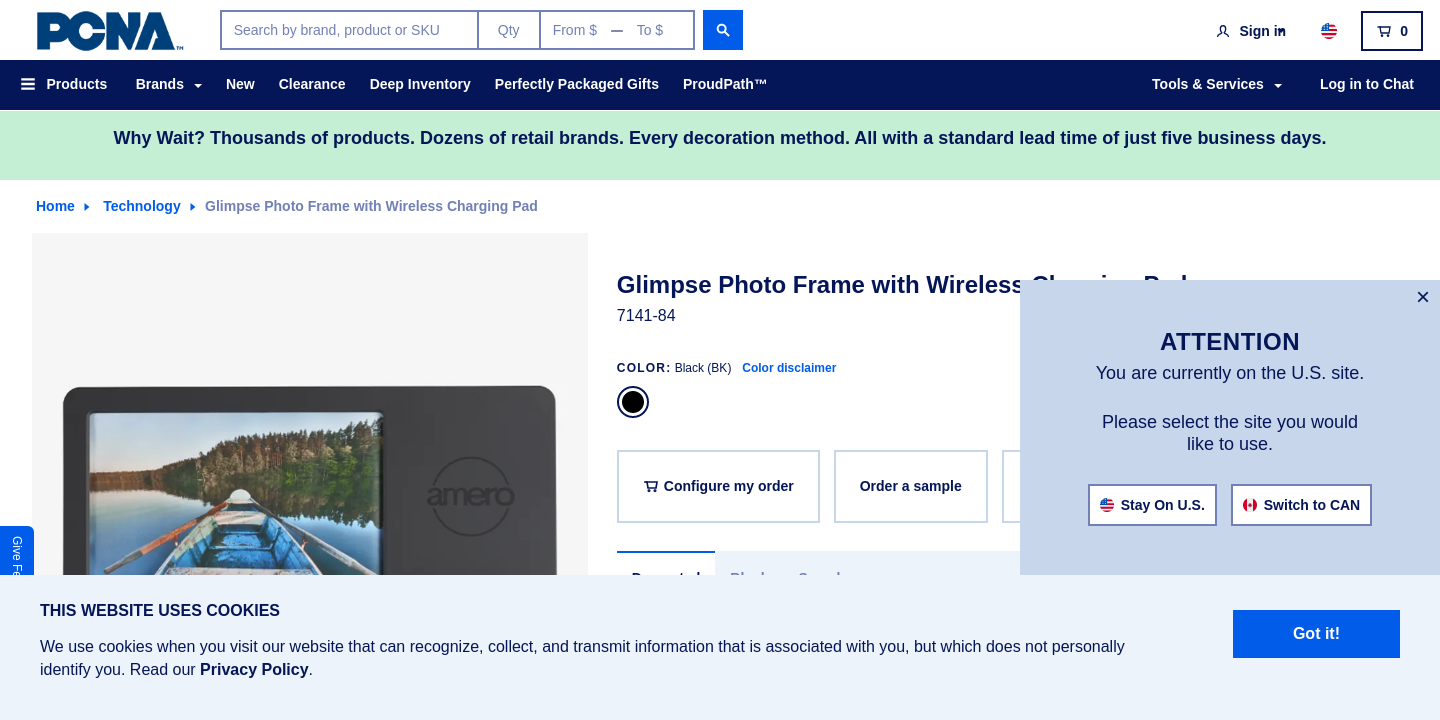 PCNA™
Search by brand, product or SKU
Qty
From $ — To $
Sign in
0
Products
Brands
New
Clearance
Deep Inventory
Perfectly Packaged Gifts
ProudPath™
Tools & Services
Log in to Chat
Why Wait? Thousands of products. Dozens of retail brands. Every decoration method. All with a standard lead time of just five business days.
Home
Technology
Glimpse Photo Frame with Wireless Charging Pad
Glimpse Photo Frame with Wireless
7141-84
COLOR: Black (BK) Color disclaimer
amero
Configure my order
Order a sample
×
ATTENTION
You are currently on the U.S. site.
Please select the site you would
like to use.
Stay On U.S.
Switch to CAN
Give
THIS WEBSITE USES COOKIES
We use cookies when you visit our website that can recognize, collect, and transmit information that is associated with you, but which does not personally
identify you. Read our Privacy Policy.
Got it!